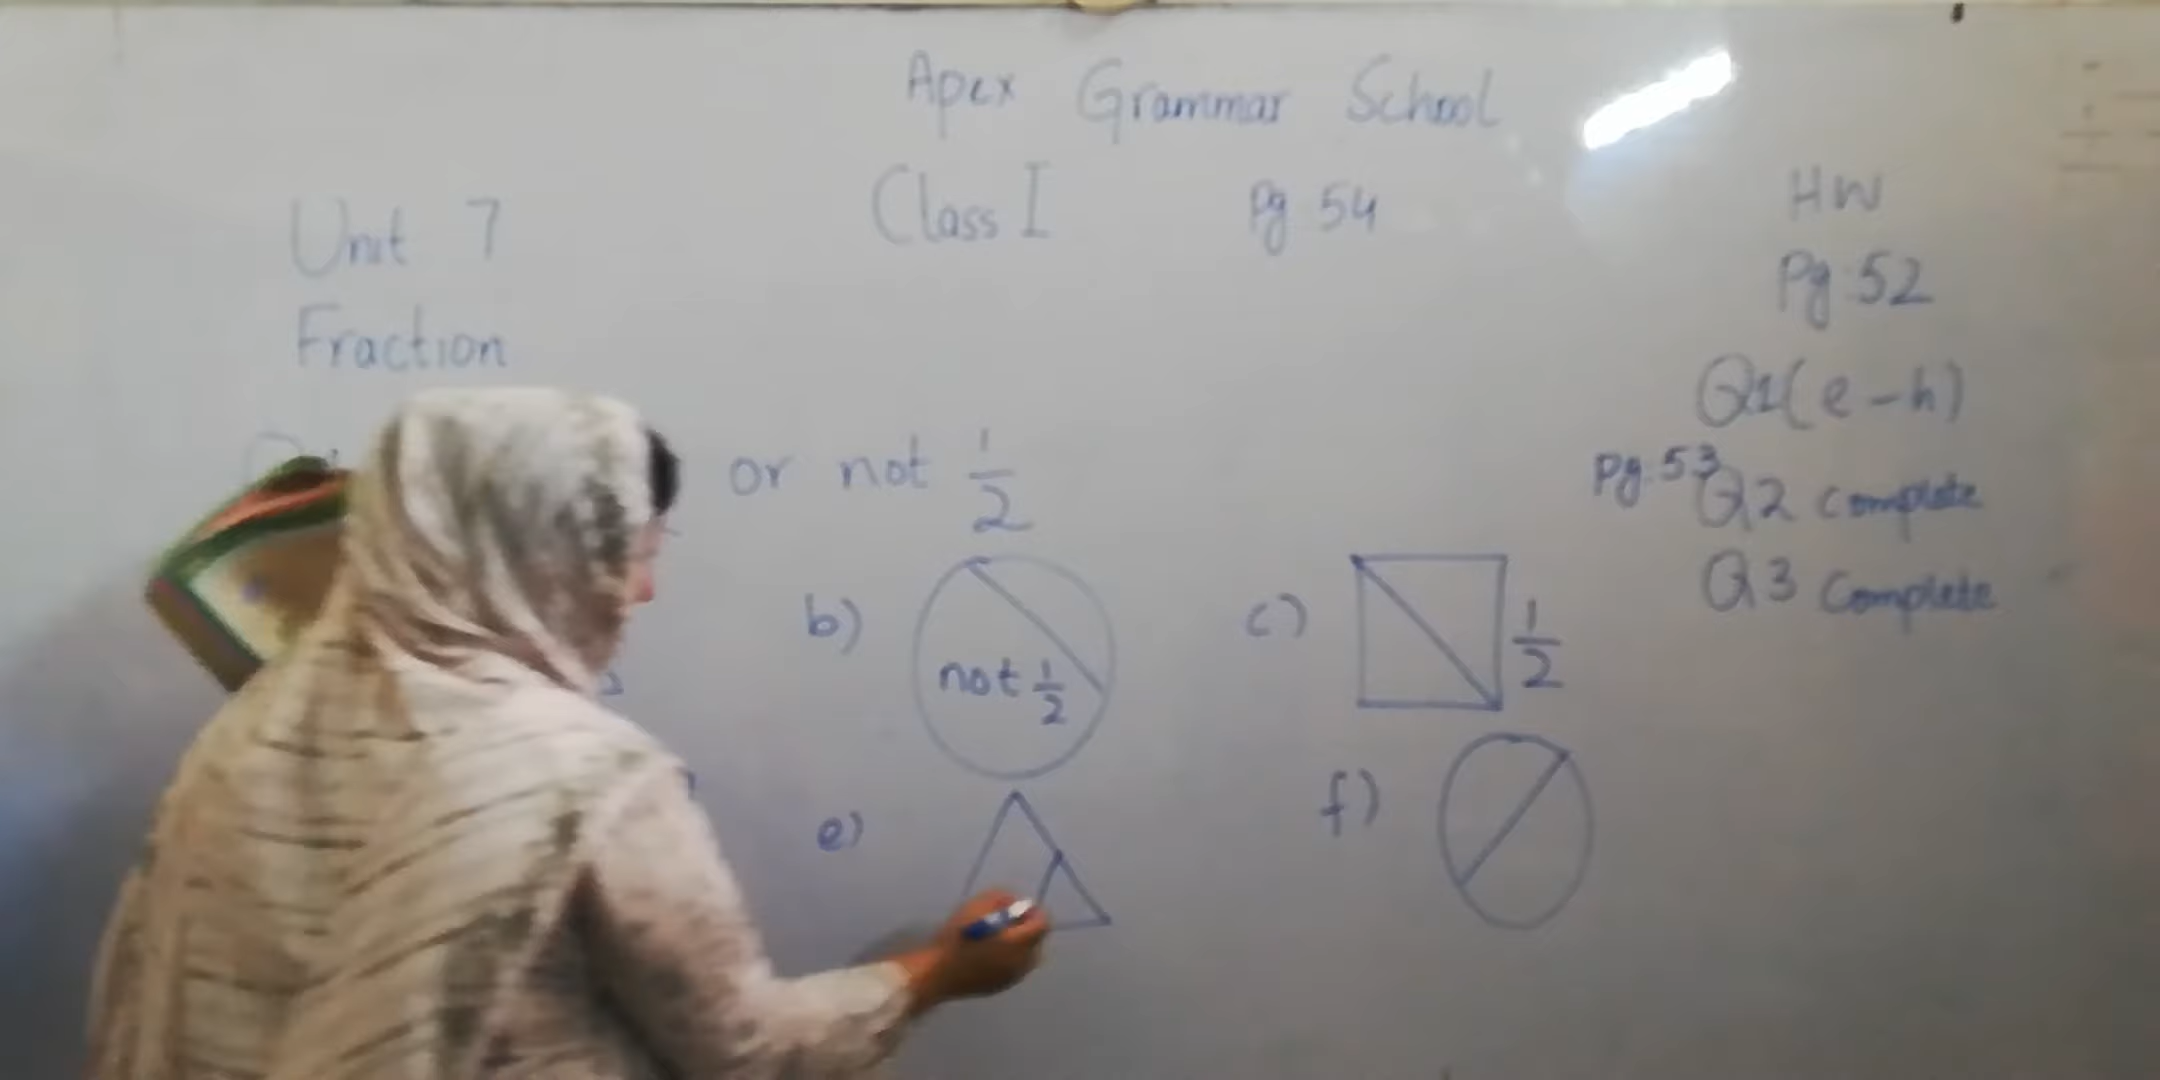 Apex Grammar School
Class I
Pg. 54
Unit 7
Fraction
or not 1/2
b) not 1/2
c) 1/2
e)
f)
HW
Pg. 52
Q1(e-h)
Pg. 53
Q2 Complete
Q3 Complete